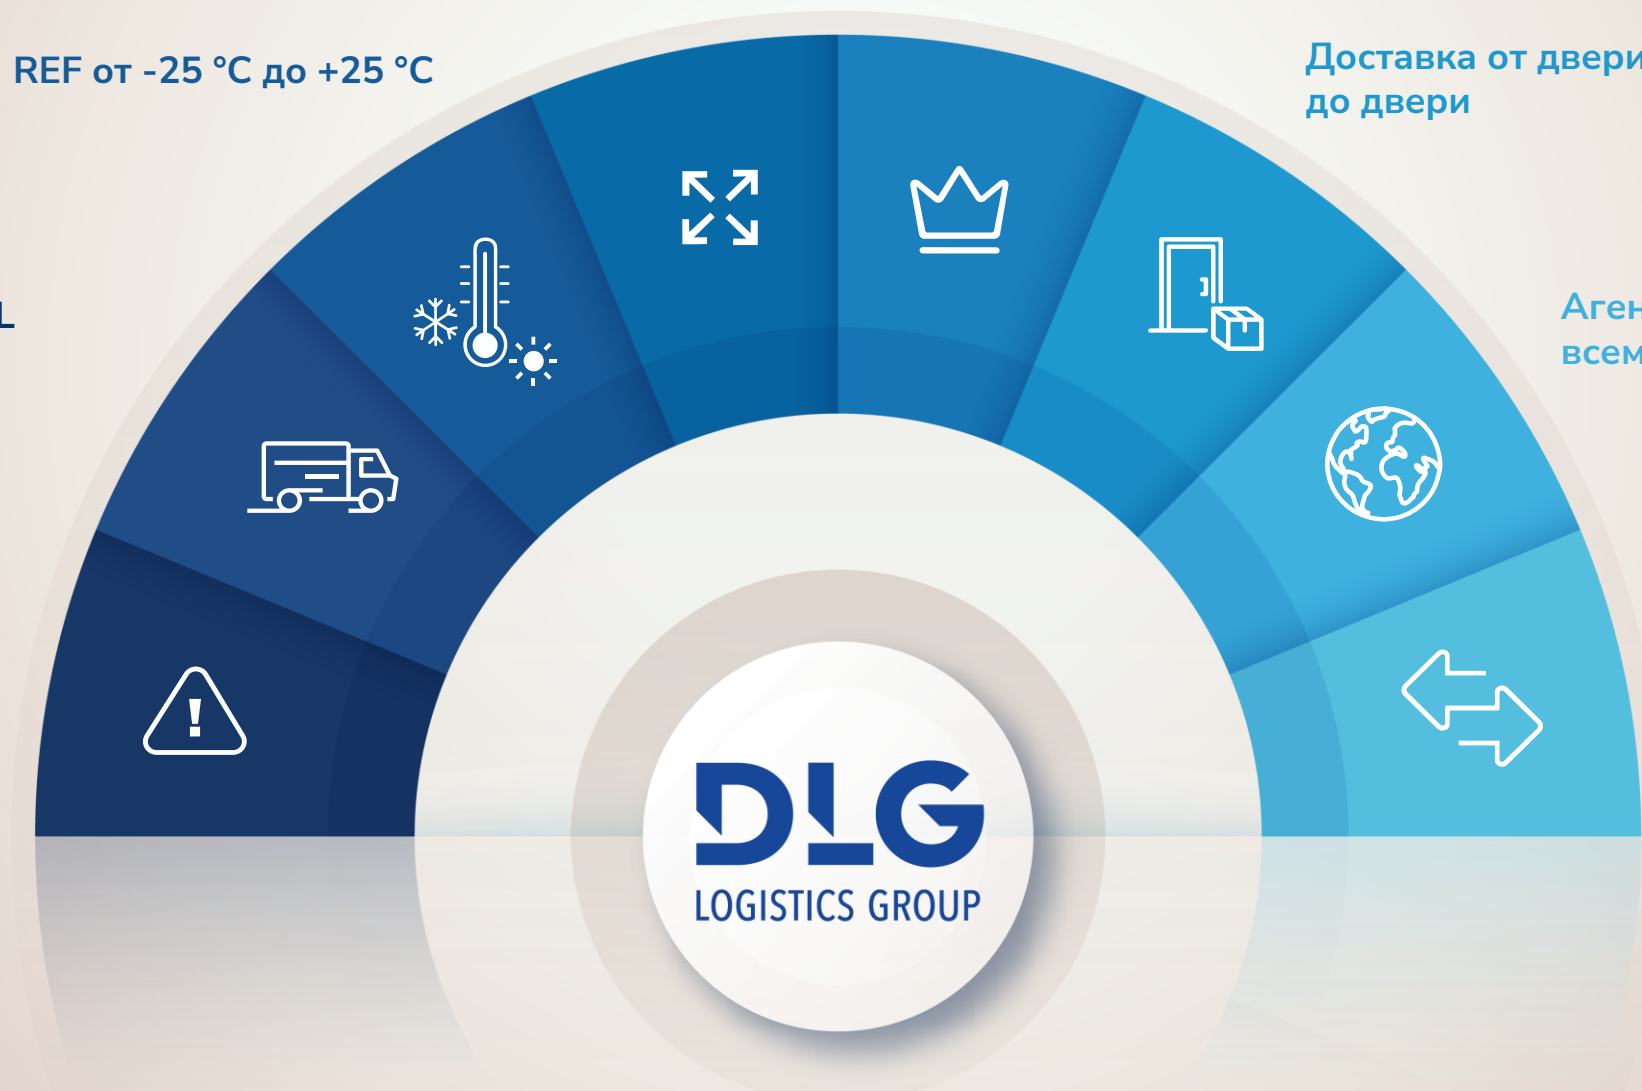 REF от -25 °C до +25 °C
Доставка от двери
до двери
DLG
LOGISTICS GROUP